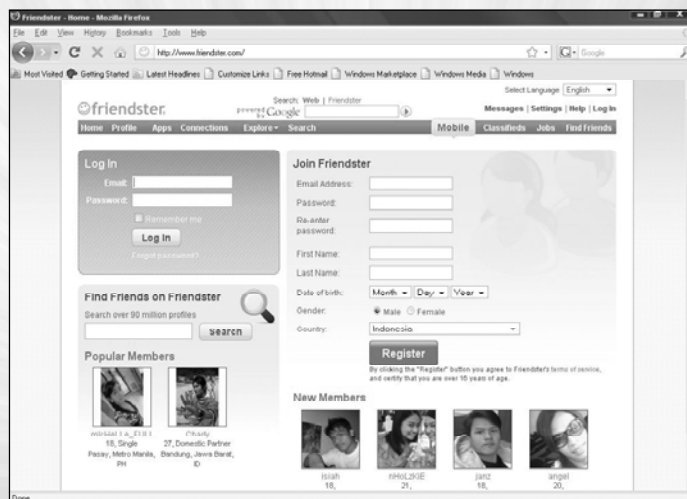 Friendster - Home - Mozilla Firefox
File Edit View History Bookmarks Tools Help
http://www.friendster.com/
Google
Most Visited Getting Started Latest Headlines Customize Links Free Hotmail Windows Marketplace Windows Media Windows
Select Language English
friendster
Search: Web | Friendster
powered by Google
Messages | Settings | Help | Log In
Home Profile Apps Connections Explore Search Mobile Classifieds Jobs Find Friends
Log In
Email:
Password:
Remember me
Log In
Forgot password?
Find Friends on Friendster
Search over 90 million profiles
Search
Popular Members
18, Single
Pasay, Metro Manila,
PH
Charly
27, Domestic Partner
Bandung, Jawa Barat,
ID
Join Friendster
Email Address:
Password:
Re-enter
password:
First Name:
Last Name:
Date of birth: Month Day Year
Gender: Male Female
Country: Indonesia
Register
By clicking the "Register" button you agree to Friendster's terms of service,
and certify that you are over 16 years of age.
New Members
isiah
18,
nHoLzKIE
21,
janz
18,
angel
20,
Done